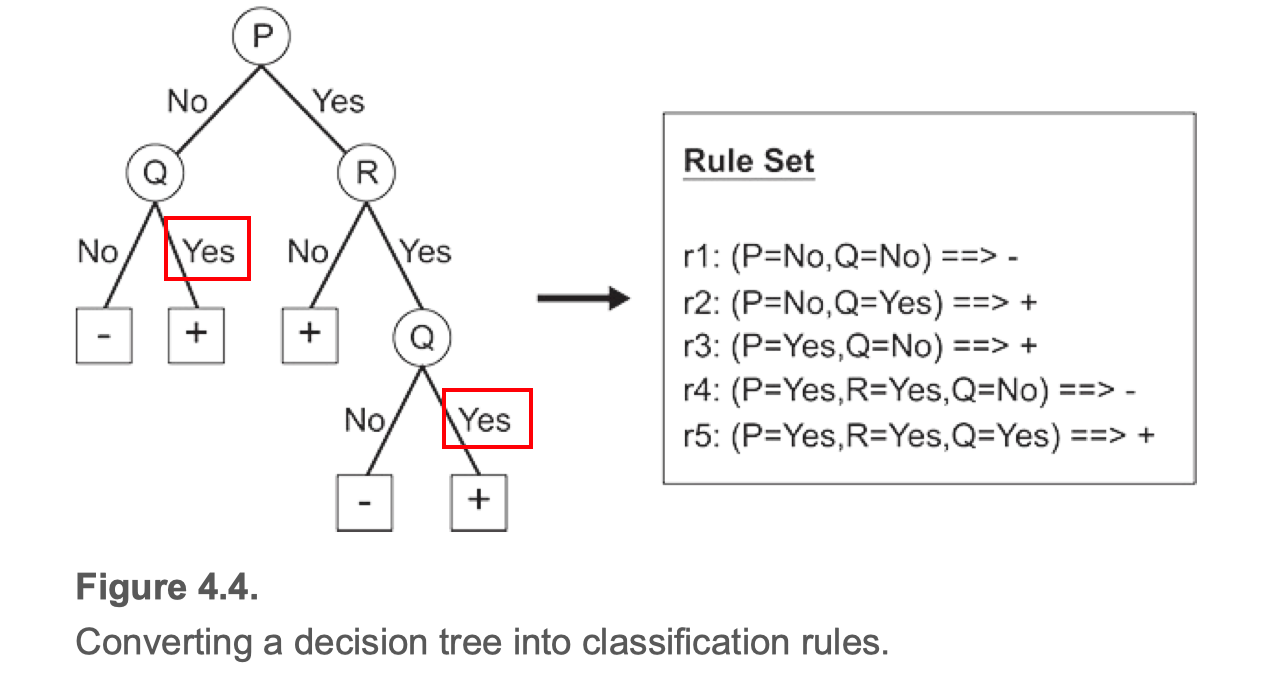 P
No Yes
Q R
No Yes No Yes
- + + Q
No Yes
- +
Rule Set
r1: (P=No,Q=No) ==> -
r2: (P=No,Q=Yes) ==> +
r3: (P=Yes,Q=No) ==> +
r4: (P=Yes,R=Yes,Q=No) ==> -
r5: (P=Yes,R=Yes,Q=Yes) ==> +
Figure 4.4.
Converting a decision tree into classification rules.